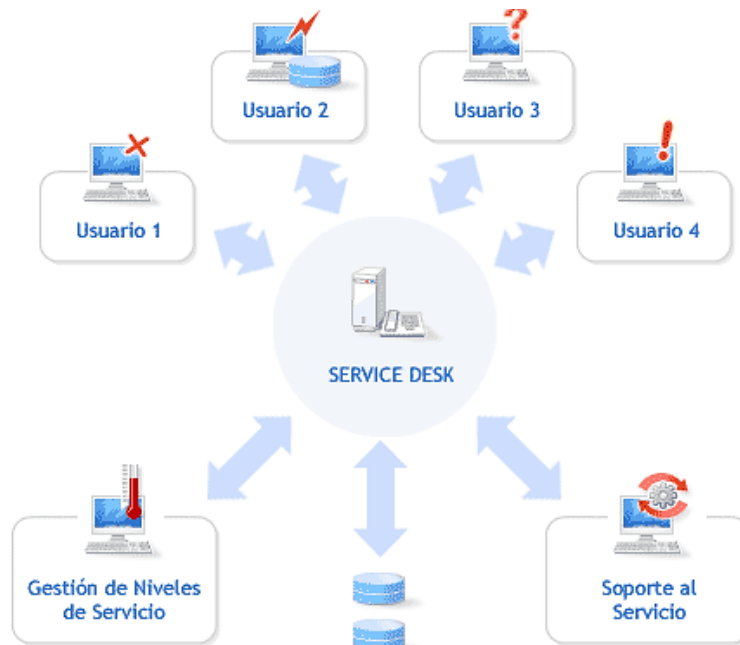 Usuario 2
Usuario 3
Usuario 1
Usuario 4
SERVICE DESK
Gestión de Niveles
de Servicio
Soporte al
Servicio